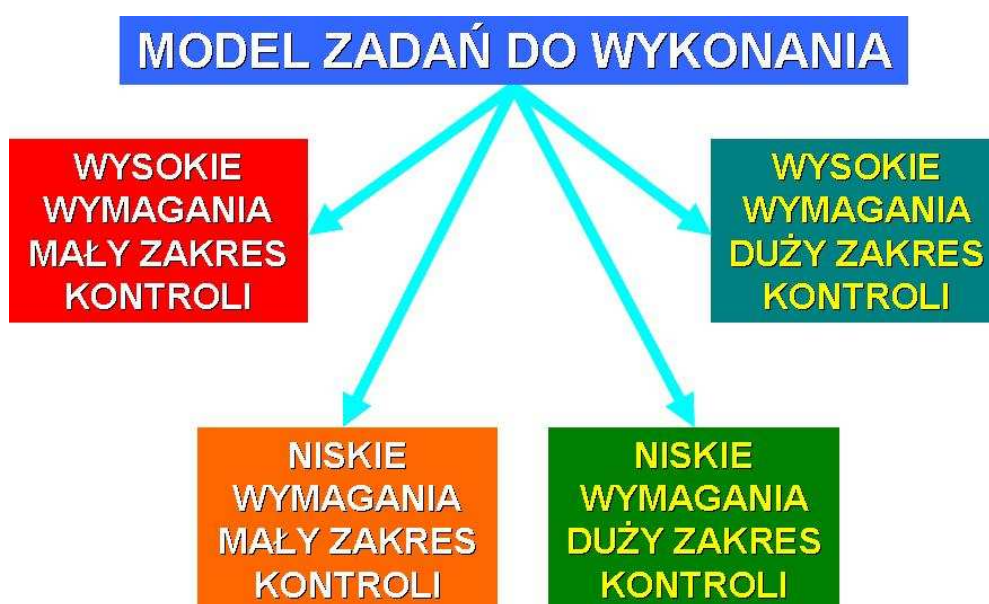 MODEL ZADAŃ DO WYKONANIA
WYSOKIE
WYMAGANIA
MAŁY ZAKRES
KONTROLI
WYSOKIE
WYMAGANIA
DUŻY ZAKRES
KONTROLI
NISKIE
WYMAGANIA
MAŁY ZAKRES
KONTROLI
NISKIE
WYMAGANIA
DUŻY ZAKRES
KONTROLI